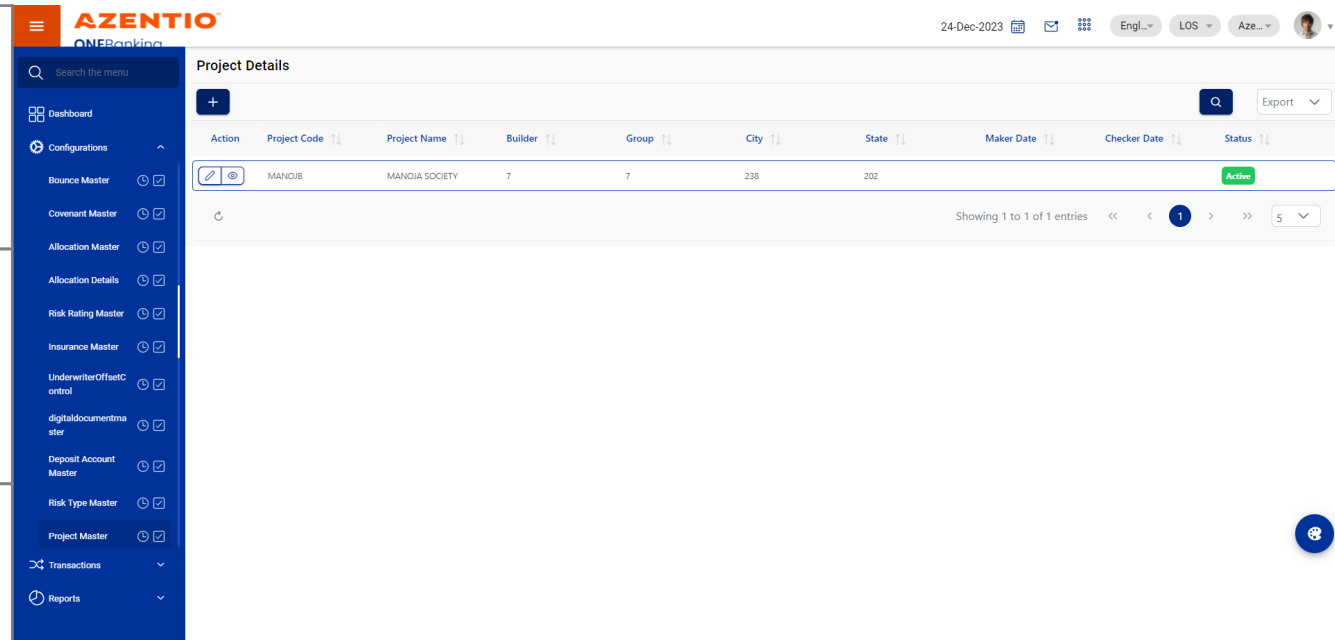 AZENTIO
ONEBanking
24-Dec-2023
Engl...
LOS
Aze...
Search the menu
Dashboard
Configurations
Bounce Master
Covenant Master
Allocation Master
Allocation Details
Risk Rating Master
Insurance Master
UnderwriterOffsetC
ontrol
digitaldocumentma
ster
Deposit Account
Master
Risk Type Master
Project Master
Transactions
Reports
Project Details
+
Export
Action Project Code Project Name Builder Group City State Maker Date Checker Date Status
MANOJB MANOJA SOCIETY 7 7 238 202 Active
Showing 1 to 1 of 1 entries << < 1 > >> 5